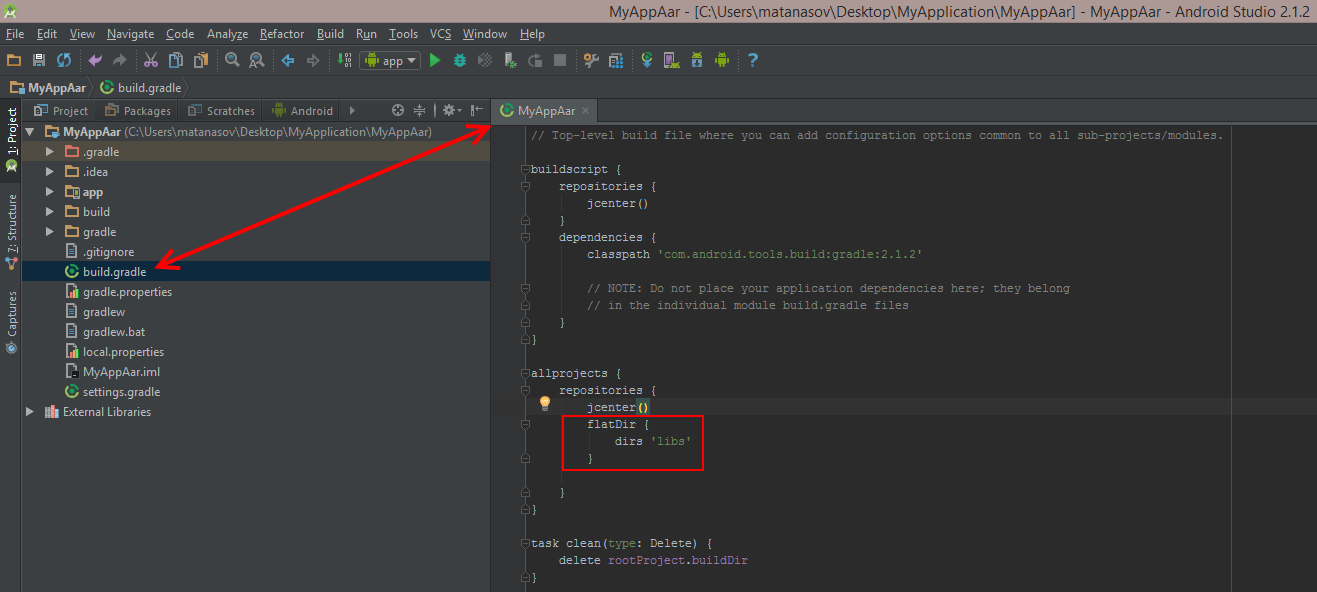 MyAppAar - [C:\Users\matanasov\Desktop\MyApplication\MyAppAar] - MyAppAar - Android Studio 2.1.2
File Edit View Navigate Code Analyze Refactor Build Run Tools VCS Window Help
app
MyAppAar build.gradle
Project Packages Scratches Android
MyAppAar
1: Project
7: Structure
Captures
MyAppAar (C:\Users\matanasov\Desktop\MyApplication\MyAppAar)
.gradle
.idea
app
build
gradle
.gitignore
build.gradle
gradle.properties
gradlew
gradlew.bat
local.properties
MyAppAar.iml
settings.gradle
External Libraries
// Top-level build file where you can add configuration options common to all sub-projects/modules.
buildscript {
repositories {
jcenter()
}
dependencies {
classpath 'com.android.tools.build:gradle:2.1.2'
// NOTE: Do not place your application dependencies here; they belong
// in the individual module build.gradle files
}
}
allprojects {
repositories {
jcenter()
flatDir {
dirs 'libs'
}
}
}
task clean(type: Delete) {
delete rootProject.buildDir
}